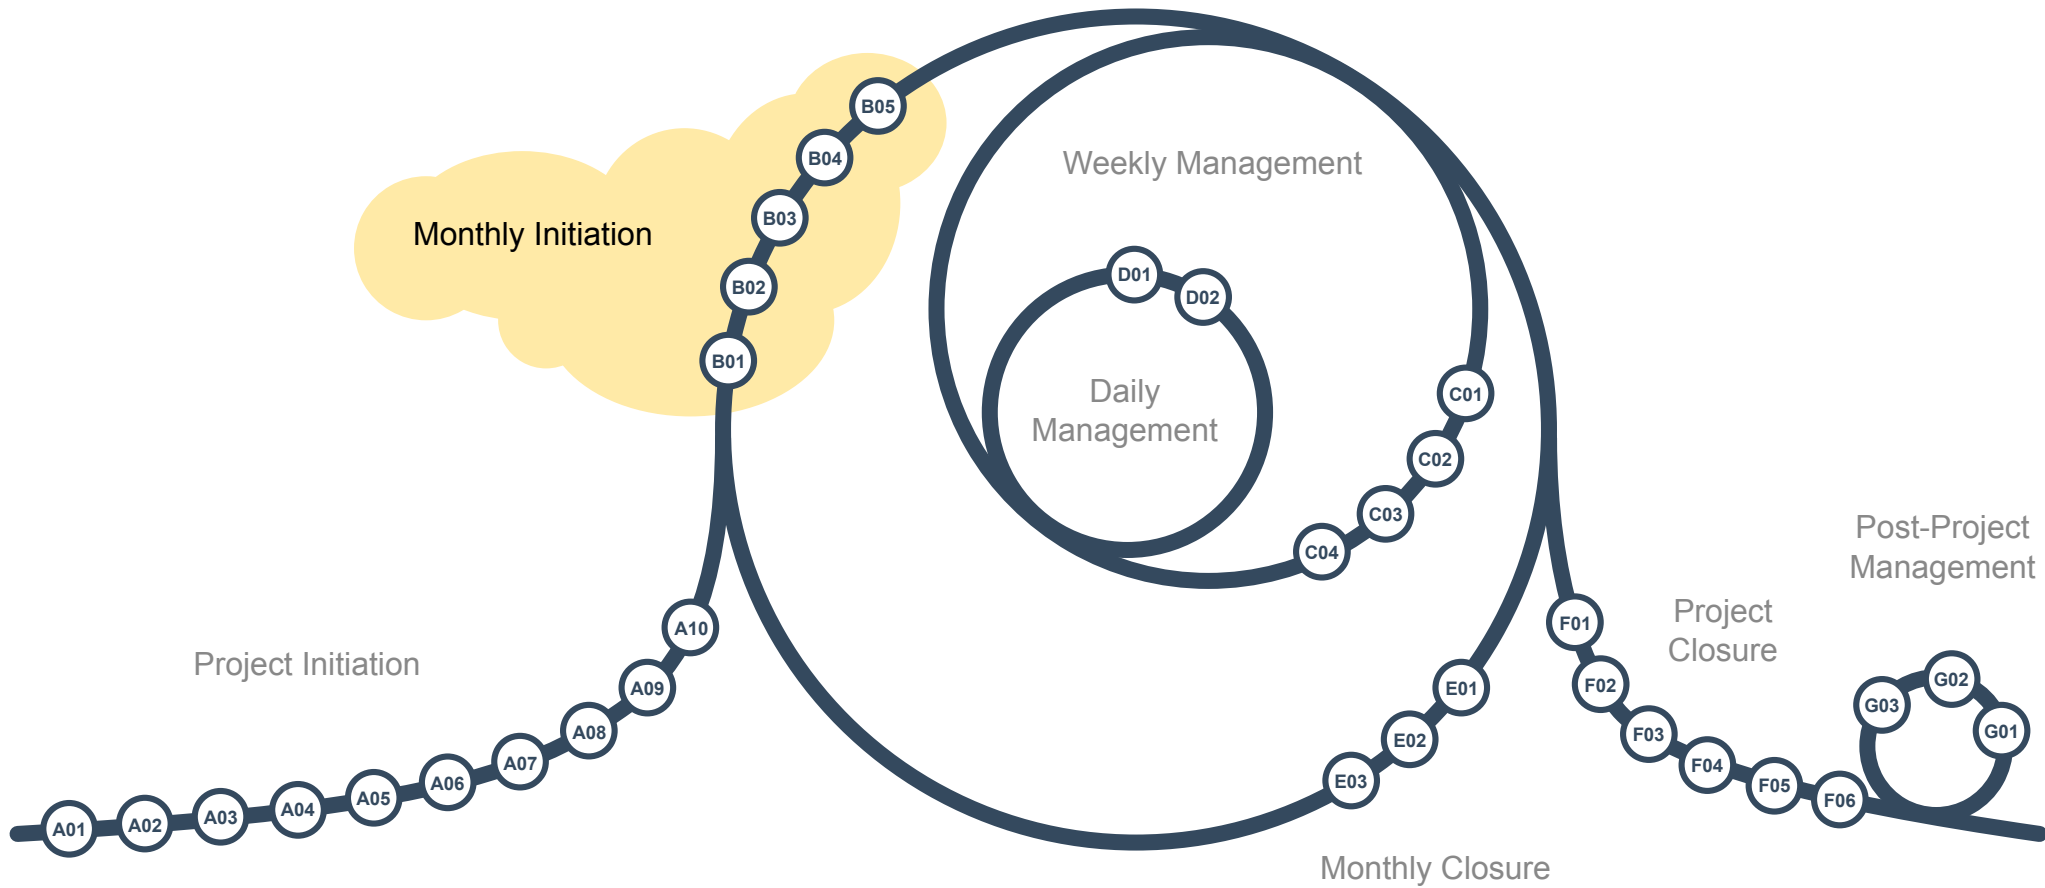 B05
B04
Weekly Management
B03
Monthly Initiation
D01
B02
D02
B01
Daily
Management
C01
C02
C03
C04
Post-Project
Management
Project
Closure
F01
A10
Project Initiation
A09
E01
F02
G02
G03
G01
A08
E02
F03
A07
F04
A06
E03
F05
A05
F06
A04
A03
A02
A01
Monthly Closure